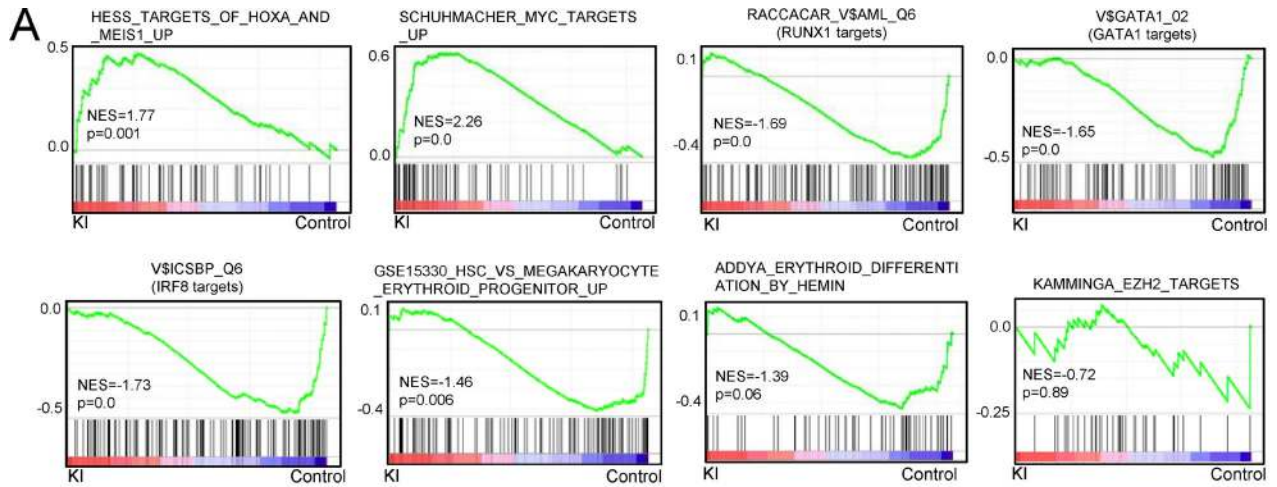 A
HESS_TARGETS_OF_HOXA_AND
_MEIS1_UP
0.5
NES=1.77
p=0.001
0.0
KI Control
SCHUHMACHER_MYC_TARGETS
_UP
0.6
NES=2.26
p=0.0
0.0
KI Control
RACCACAR_V$AML_Q6
(RUNX1 targets)
0.1
NES=-1.69
p=0.0
-0.4
KI Control
V$GATA1_02
(GATA1 targets)
0.0
NES=-1.65
p=0.0
-0.5
KI Control
V$ICSBP_Q6
(IRF8 targets)
0.0
NES=-1.73
p=0.0
-0.5
KI Control
GSE15330_HSC_VS_MEGAKARYOCYTE
_ERYTHROID_PROGENITOR_UP
0.1
NES=-1.46
p=0.006
-0.4
KI Control
ADDYA_ERYTHROID_DIFFERENTI
ATION_BY_HEMIN
0.1
NES=-1.39
p=0.06
-0.4
KI Control
KAMMINGA_EZH2_TARGETS
0.0
NES=-0.72
p=0.89
-0.25
KI Control